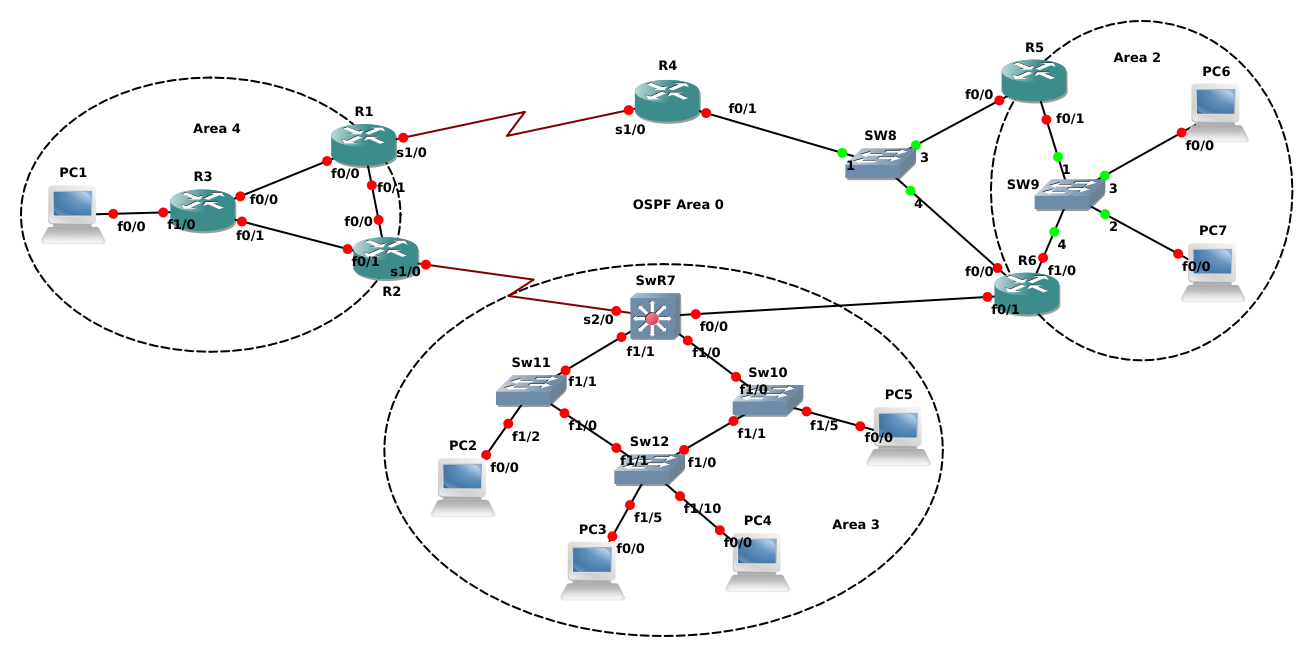 Area 4
R1
s1/0
f0/0
f0/1
R3
f0/0
f0/1
f1/0
PC1
f0/0
f0/0
f0/1
s1/0
R2
R4
s1/0
f0/1
OSPF Area 0
SW8
1
3
4
R5
f0/0
f0/1
Area 2
PC6
f0/0
SW9
1
3
2
4
PC7
f0/0
R6
f0/0
f1/0
f0/1
SwR7
s2/0
f0/0
f1/1
f1/0
Sw11
f1/1
f1/0
f1/2
Sw10
f1/0
f1/1
f1/5
PC5
f0/0
PC2
f0/0
Sw12
f1/1
f1/0
f1/5
f1/10
PC3
f0/0
PC4
f0/0
Area 3